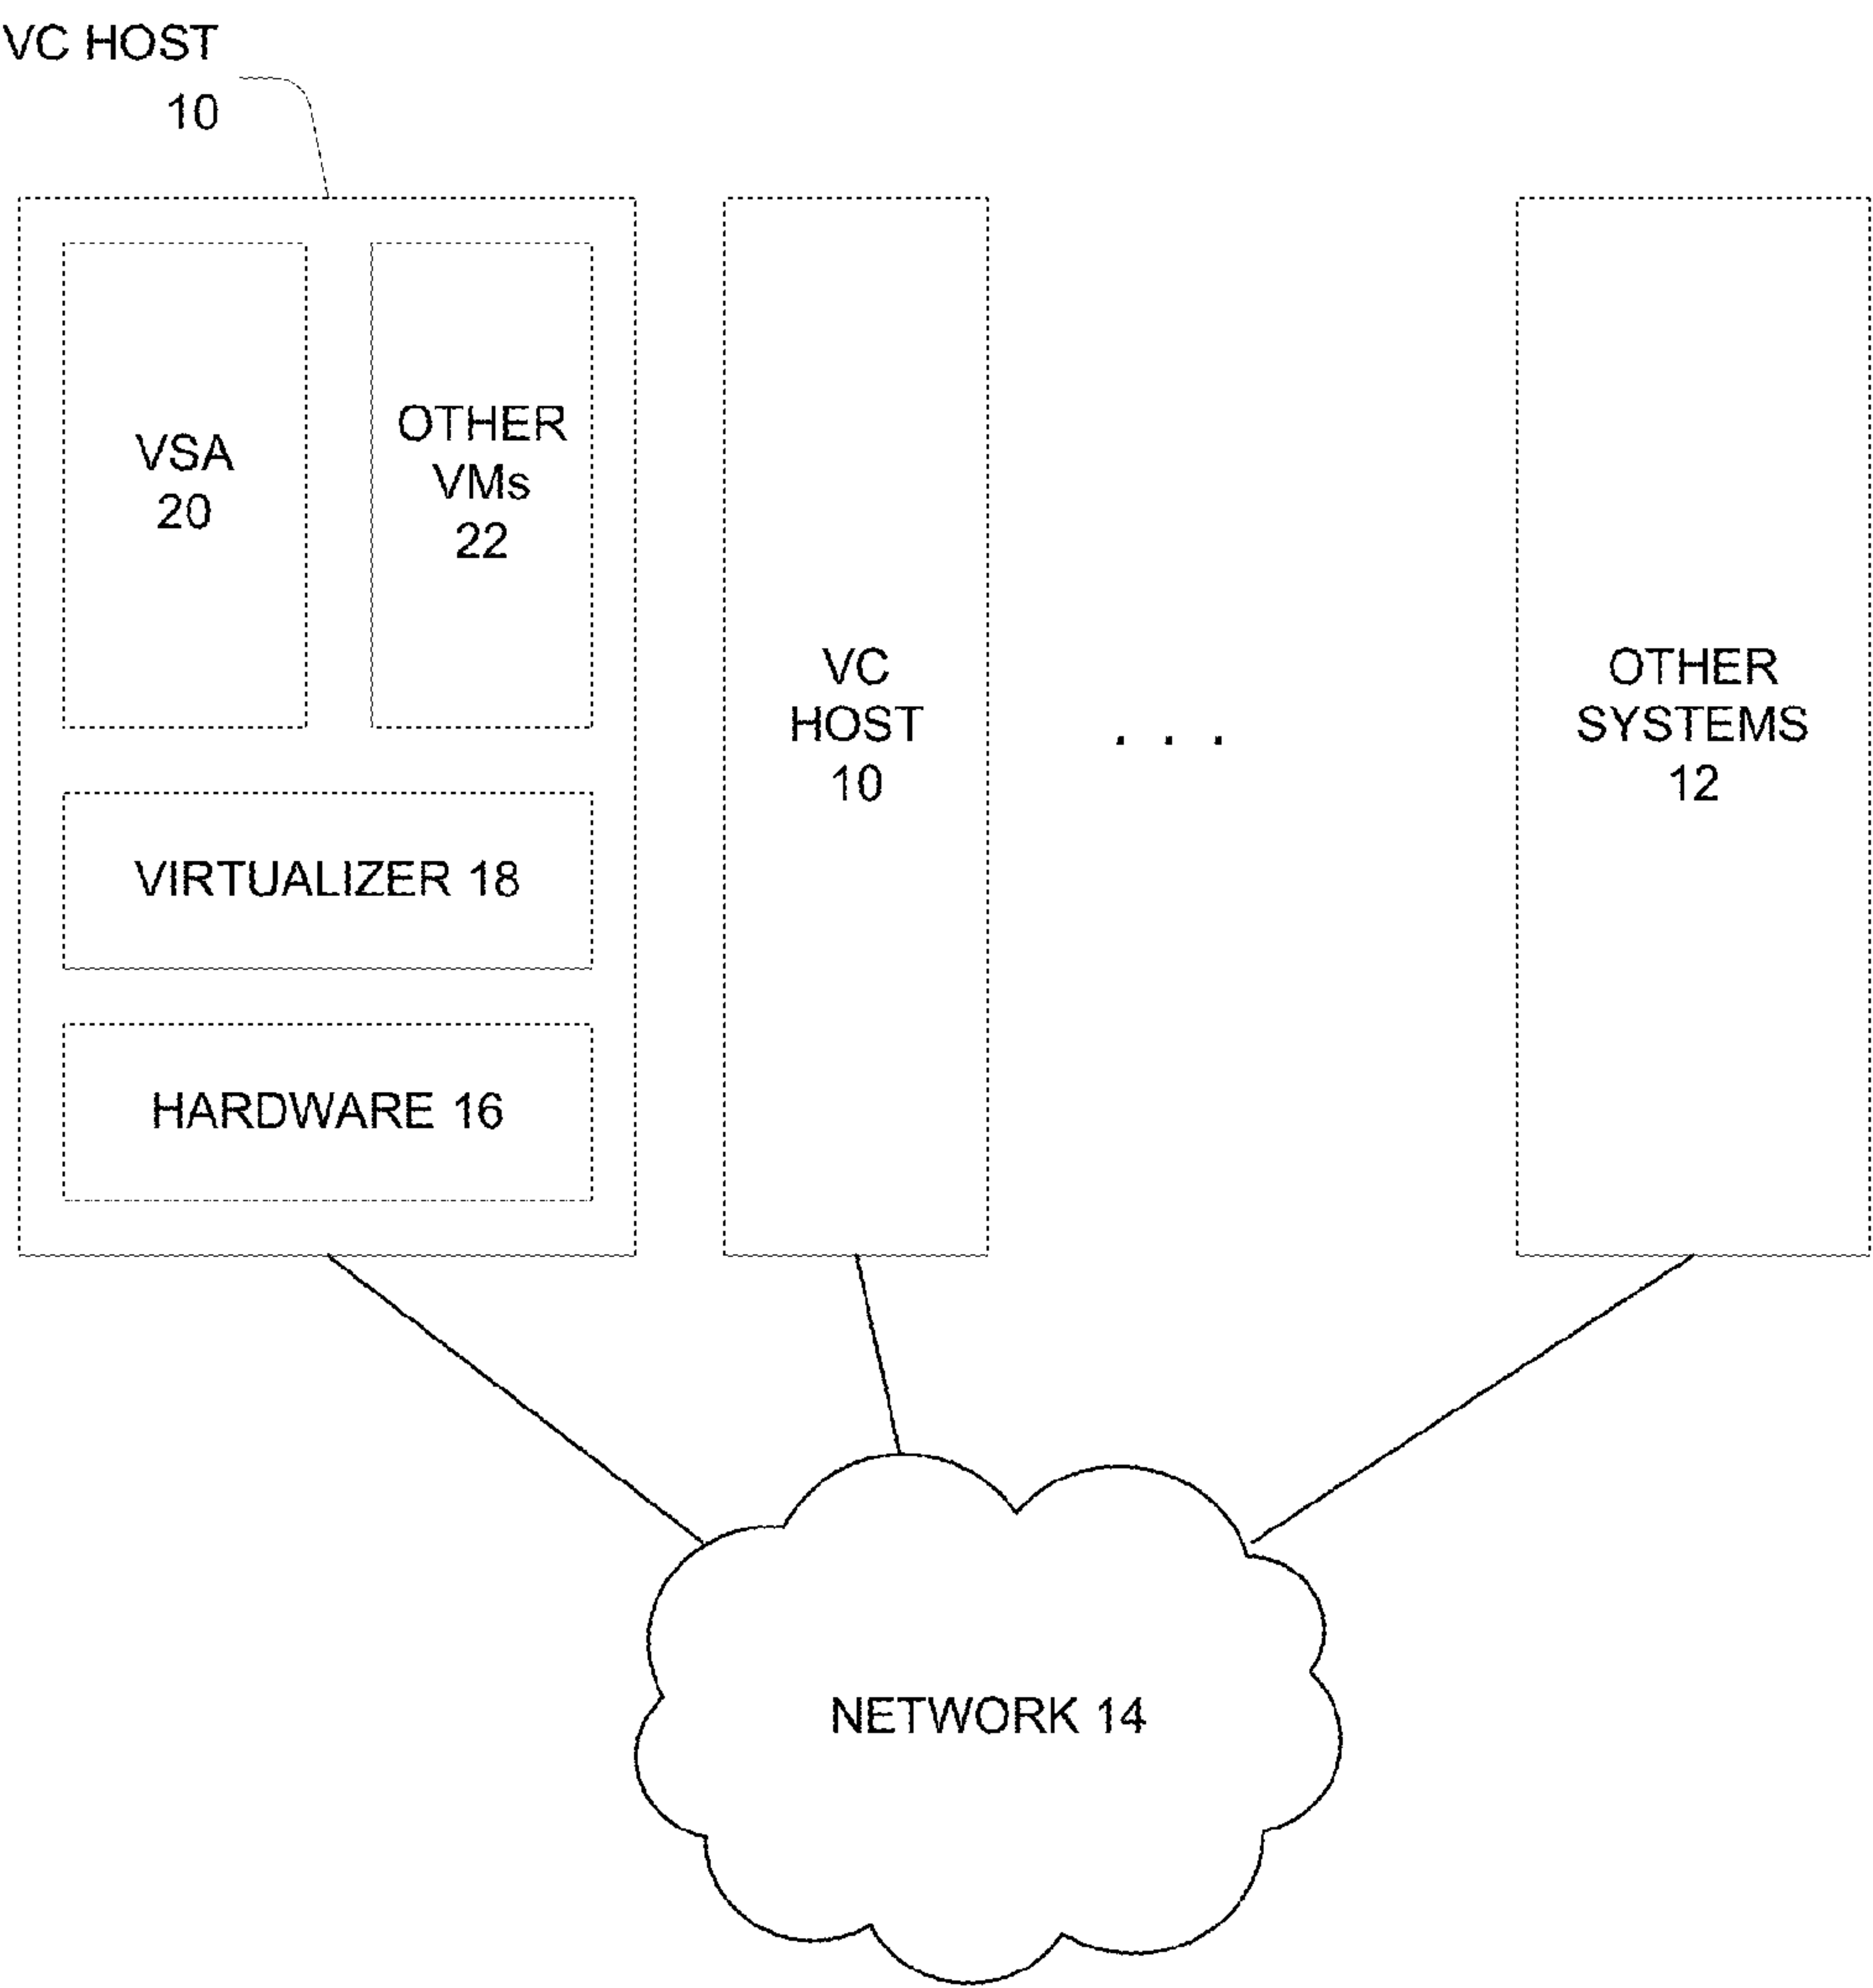 VC HOST
10
VSA
20
OTHER
VMs
22
VIRTUALIZER 18
HARDWARE 16
VC
HOST
10
. . .
OTHER
SYSTEMS
12
NETWORK 14